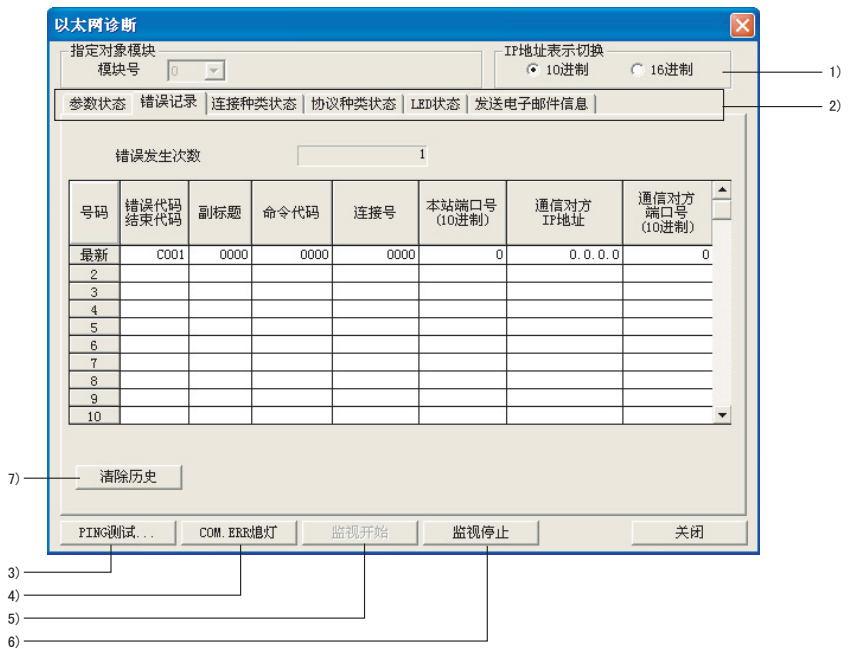 以太网诊断
指定对象模块
模块号 0
IP地址表示切换
10进制 16进制
1)
参数状态 错误记录 连接种类状态 协议种类状态 LED状态 发送电子邮件信息
2)
错误发生次数 1
号码 错误代码 结束代码 副标题 命令代码 连接号 本站端口号 (10进制) 通信对方 IP地址 通信对方 端口号 (10进制)
最新 C001 0000 0000 0000 0 0.0.0.0 0
2
3
4
5
6
7
8
9
10
7)
清除历史
PING测试... COM.ERR熄灯 监视开始 监视停止 关闭
3)
4)
5)
6)